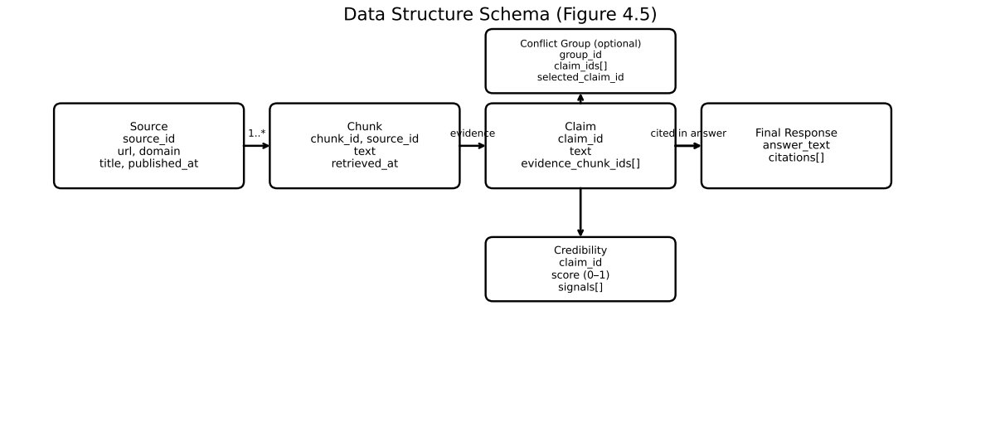 Data Structure Schema (Figure 4.5)
Conflict Group (optional)
group_id
claim_ids[]
selected_claim_id
Source
source_id
url, domain
title, published_at
1..*
Chunk
chunk_id, source_id
text
retrieved_at
evidence
Claim
claim_id
text
evidence_chunk_ids[]
cited in answer
Final Response
answer_text
citations[]
Credibility
claim_id
score (0–1)
signals[]